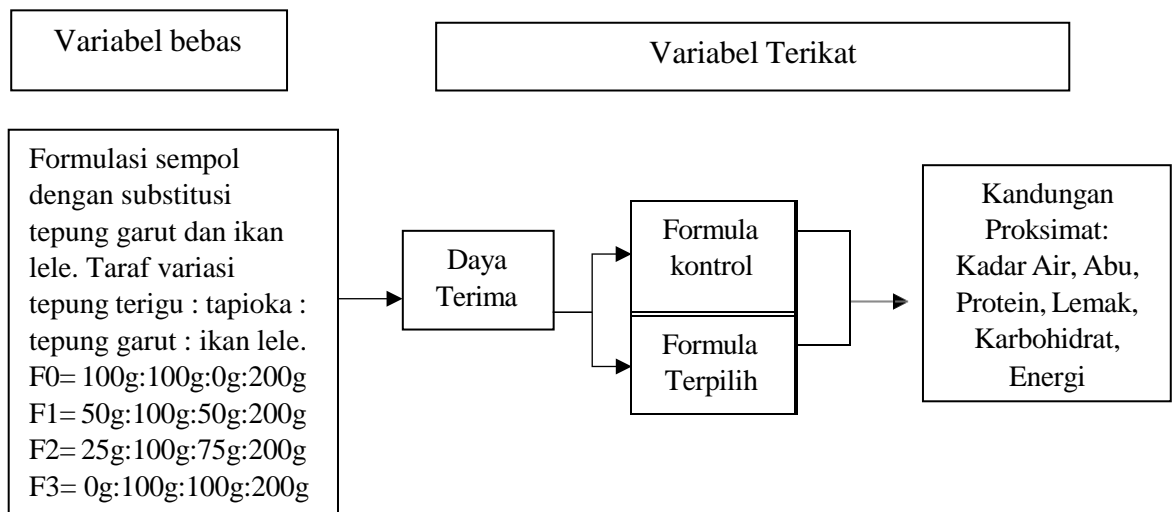 Variabel bebas
Variabel Terikat
Formulasi sempol
dengan substitusi
tepung garut dan ikan
lele. Taraf variasi
tepung terigu : tapioka :
tepung garut : ikan lele.
F0= 100g:100g:0g:200g
F1= 50g:100g:50g:200g
F2= 25g:100g:75g:200g
F3= 0g:100g:100g:200g
Daya
Terima
Formula
kontrol
Formula
Terpilih
Kandungan
Proksimat:
Kadar Air, Abu,
Protein, Lemak,
Karbohidrat,
Energi